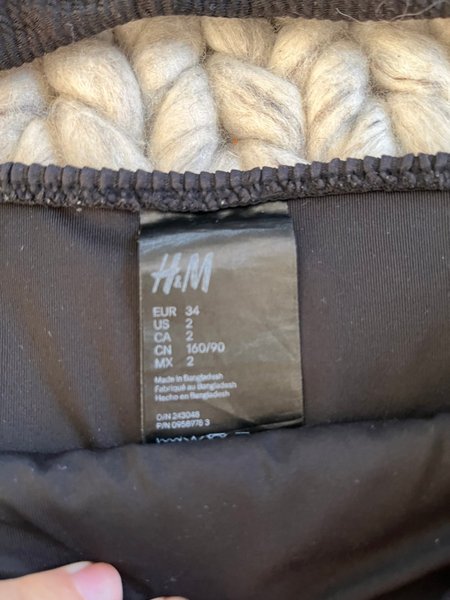 H&M
EUR 34
US 2
CA 2
CN 160/90
MX 2
Made in Bangladesh
Fabriqué au Bangladesh
Hecho en Bangladesh
O/N 243048
P/N 0958978 3